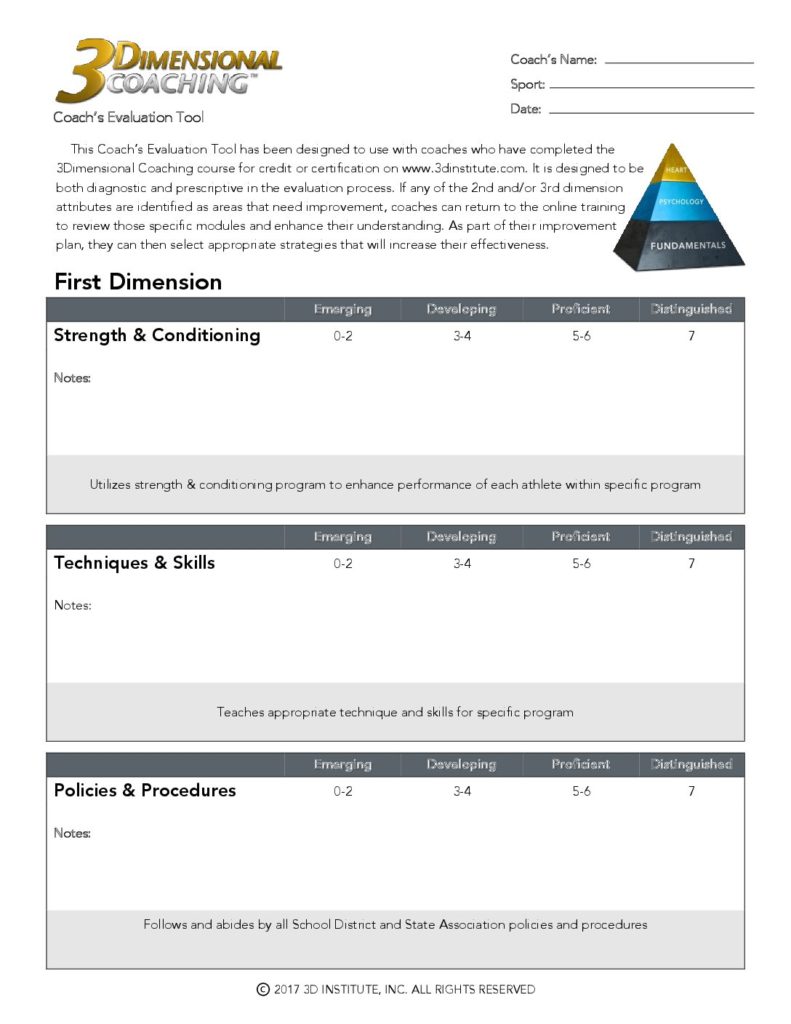 3DIMENSIONAL
COACHING™
Coach's Evaluation Tool
Coach's Name:
Sport:
Date:
This Coach's Evaluation Tool has been designed to use with coaches who have completed the
3Dimensional Coaching course for credit or certification on www.3dinstitute.com. It is designed to be
both diagnostic and prescriptive in the evaluation process. If any of the 2nd and/or 3rd dimension
attributes are identified as areas that need improvement, coaches can return to the online training
to review those specific modules and enhance their understanding. As part of their improvement
plan, they can then select appropriate strategies that will increase their effectiveness.
HEART
PSYCHOLOGY
FUNDAMENTALS
First Dimension
Emerging Developing Proficient Distinguished
Strength & Conditioning 0-2 3-4 5-6 7
Notes:
Utilizes strength & conditioning program to enhance performance of each athlete within specific program
Emerging Developing Proficient Distinguished
Techniques & Skills 0-2 3-4 5-6 7
Notes:
Teaches appropriate technique and skills for specific program
Emerging Developing Proficient Distinguished
Policies & Procedures 0-2 3-4 5-6 7
Notes:
Follows and abides by all School District and State Association policies and procedures
© 2017 3D INSTITUTE, INC. ALL RIGHTS RESERVED